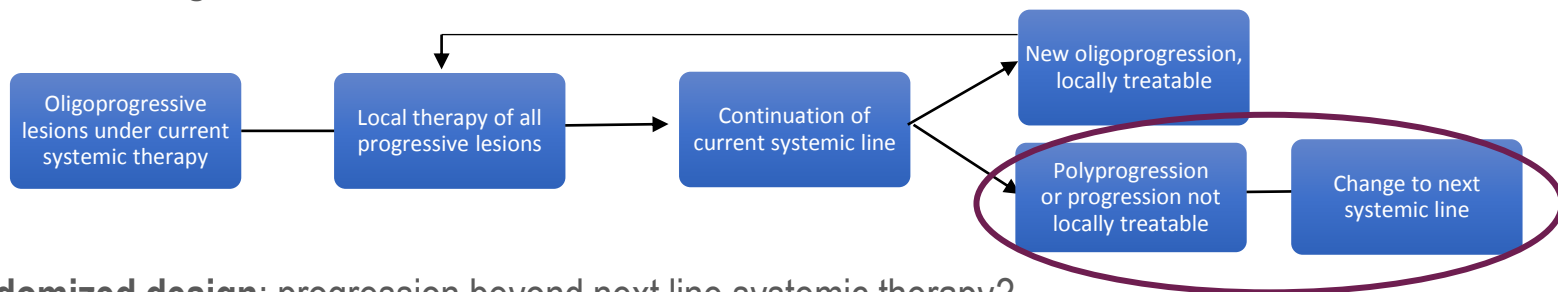 Oligoprogressive
lesions under current
systemic therapy
Local therapy of all
progressive lesions
Continuation of
current systemic line
New oligoprogression,
locally treatable
Polyprogression
or progression not
locally treatable
Change to next
systemic line
domized design: progression beyond next line systemic therapy?